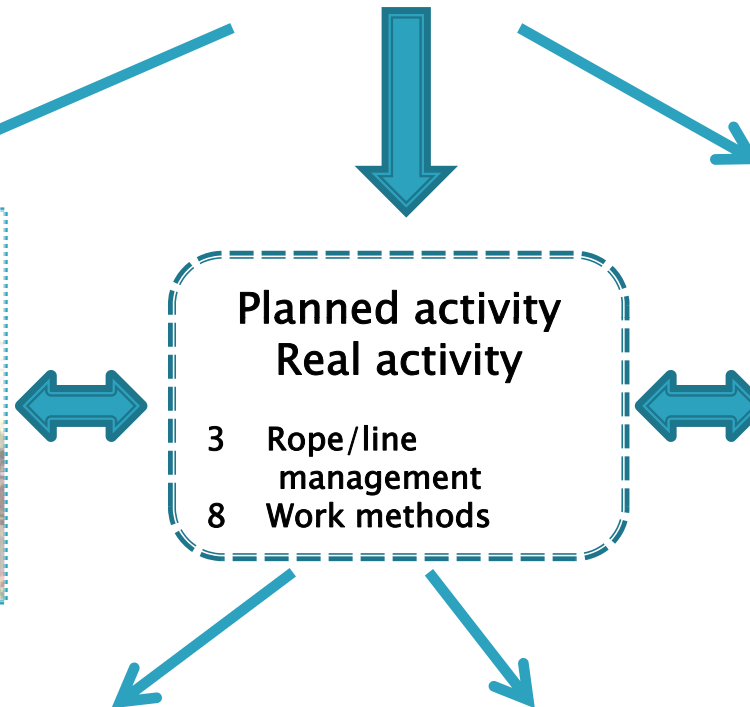 Planned activity
Real activity
3 Rope/line
management
8 Work methods